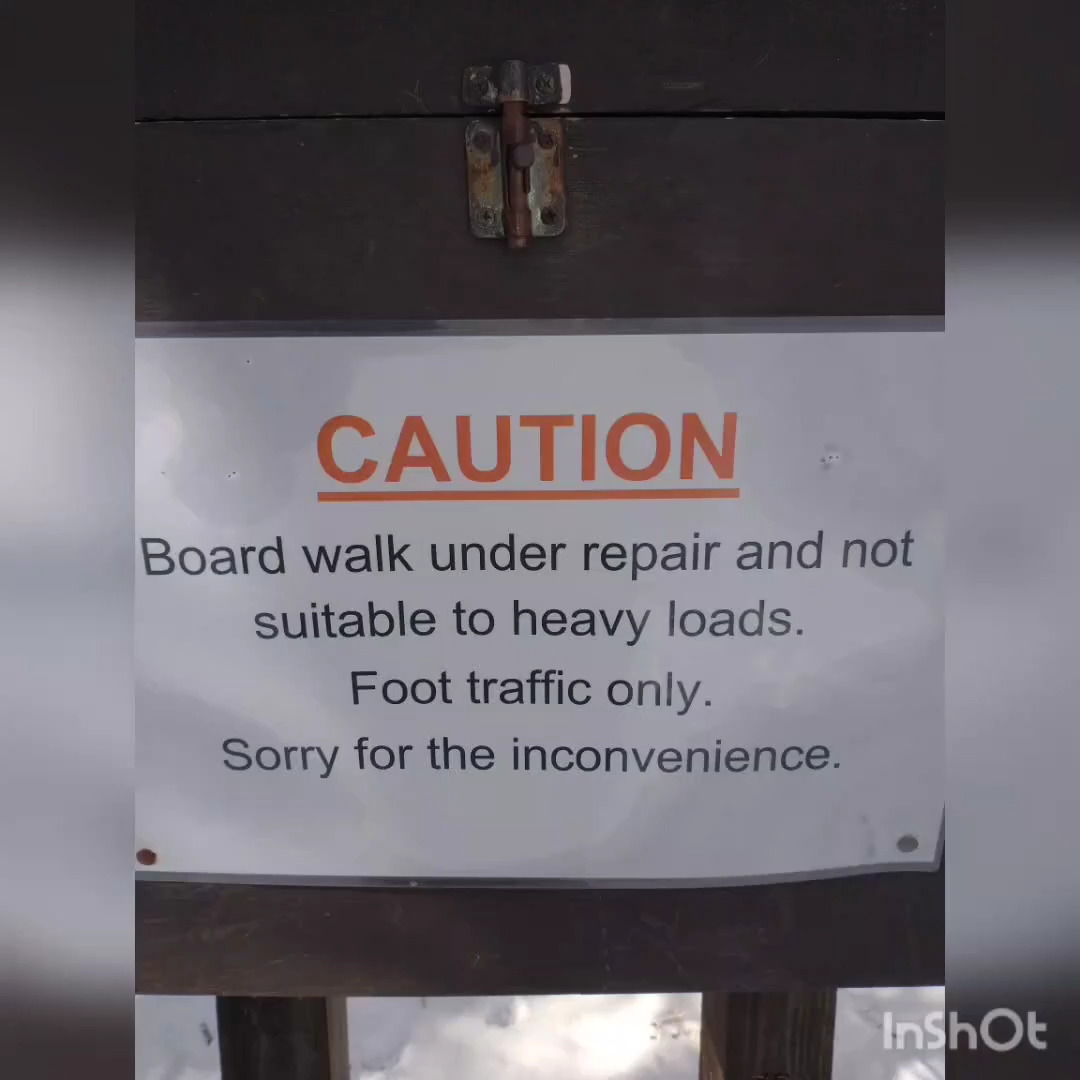 CAUTION
Board walk under repair and not
suitable to heavy loads.
Foot traffic only.
Sorry for the inconvenience.
InShOt